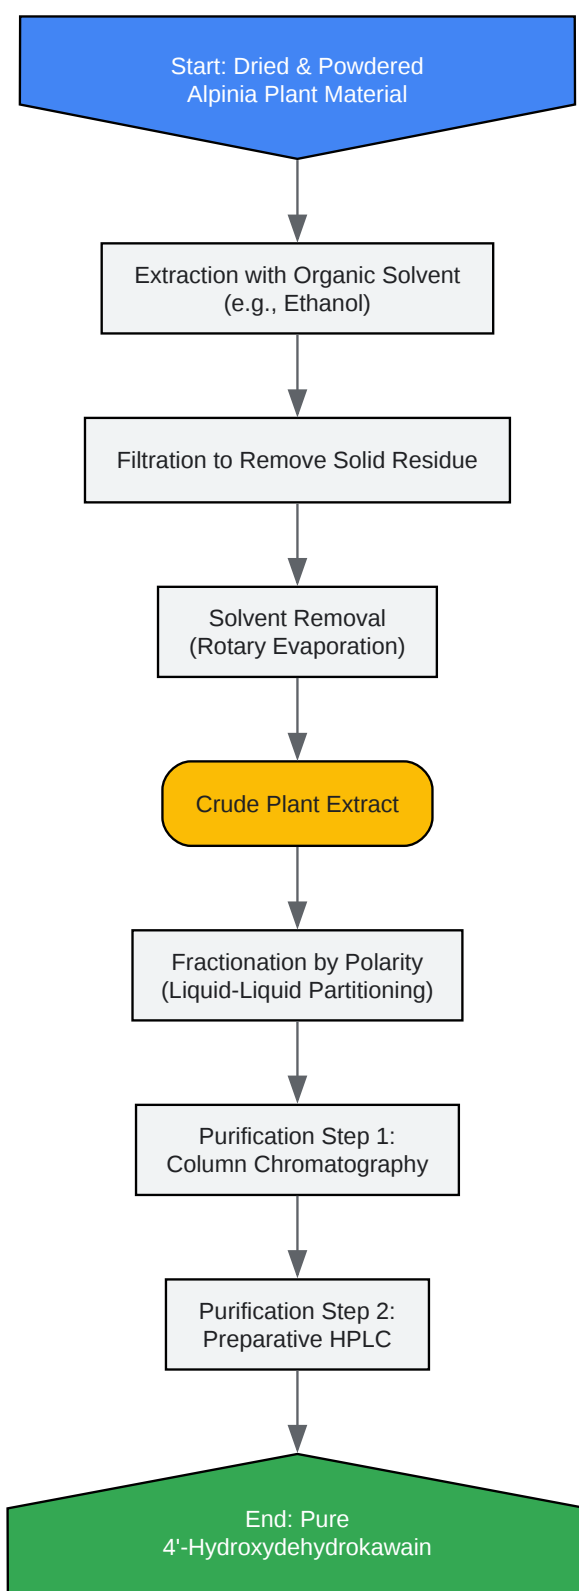 Start: Dried & Powdered
Alpinia Plant Material
Extraction with Organic Solvent
(e.g., Ethanol)
Filtration to Remove Solid Residue
Solvent Removal
(Rotary Evaporation)
Crude Plant Extract
Fractionation by Polarity
(Liquid-Liquid Partitioning)
Purification Step 1:
Column Chromatography
Purification Step 2:
Preparative HPLC
End: Pure
4'-Hydroxydehydrokawain